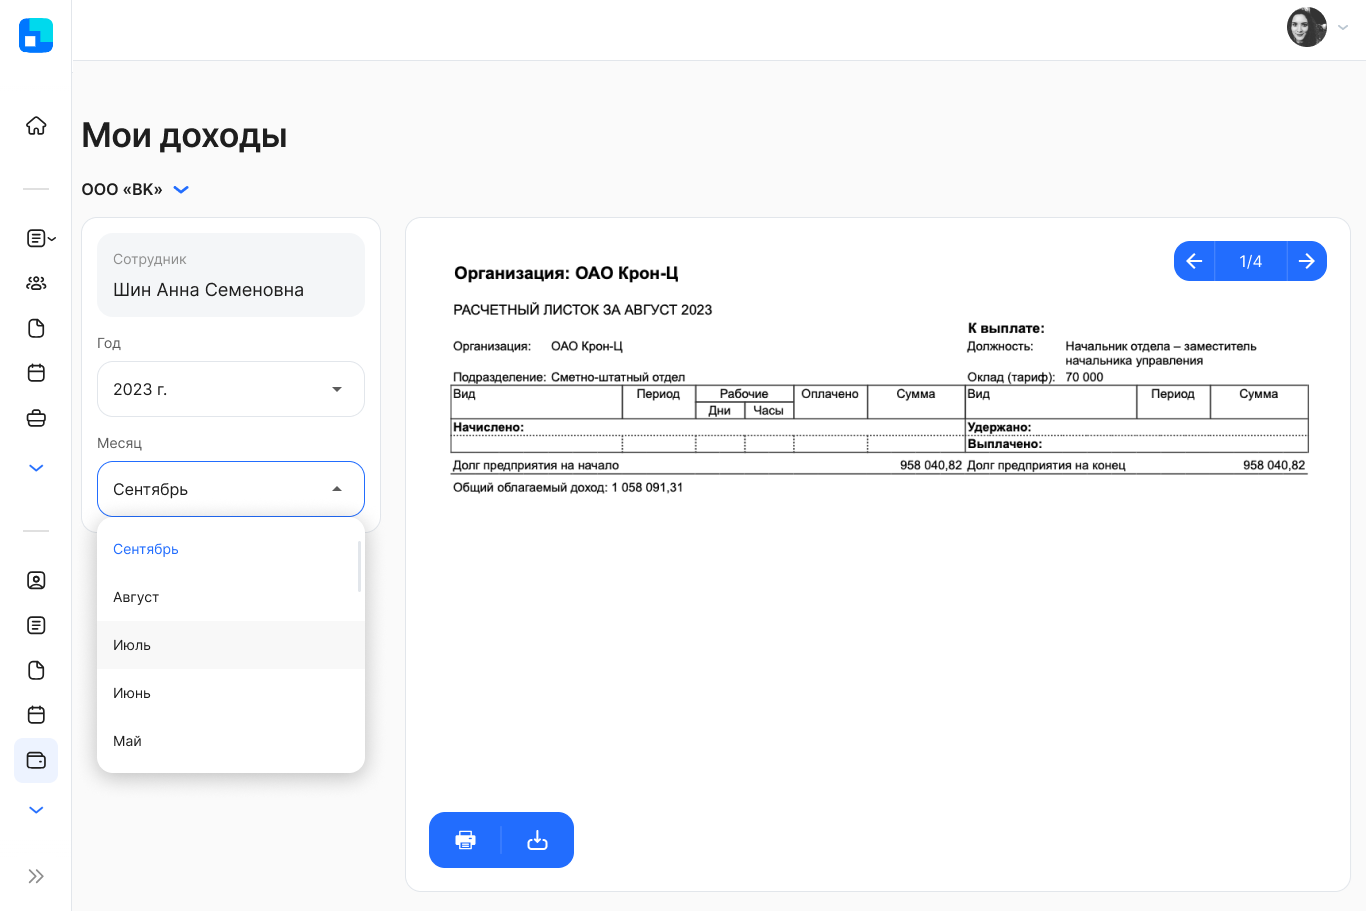 Мои доходы
ООО «ВК»
Сотрудник
Шин Анна Семеновна
Год
2023 г.
Месяц
Сентябрь
Сентябрь
Август
Июль
Июнь
Май
1/4
Организация: ОАО Крон-Ц
РАСЧЕТНЫЙ ЛИСТОК ЗА АВГУСТ 2023
К выплате:
Организация: ОАО Крон-Ц
Должность: Начальник отдела – заместитель
начальника управления
Подразделение: Сметно-штатный отдел
Оклад (тариф): 70 000
Вид Период Рабочие Оплачено Сумма Вид Период Сумма
Дни Часы
Начислено: Удержано:
Выплачено:
Долг предприятия на начало 958 040,82 Долг предприятия на конец 958 040,82
Общий облагаемый доход: 1 058 091,31